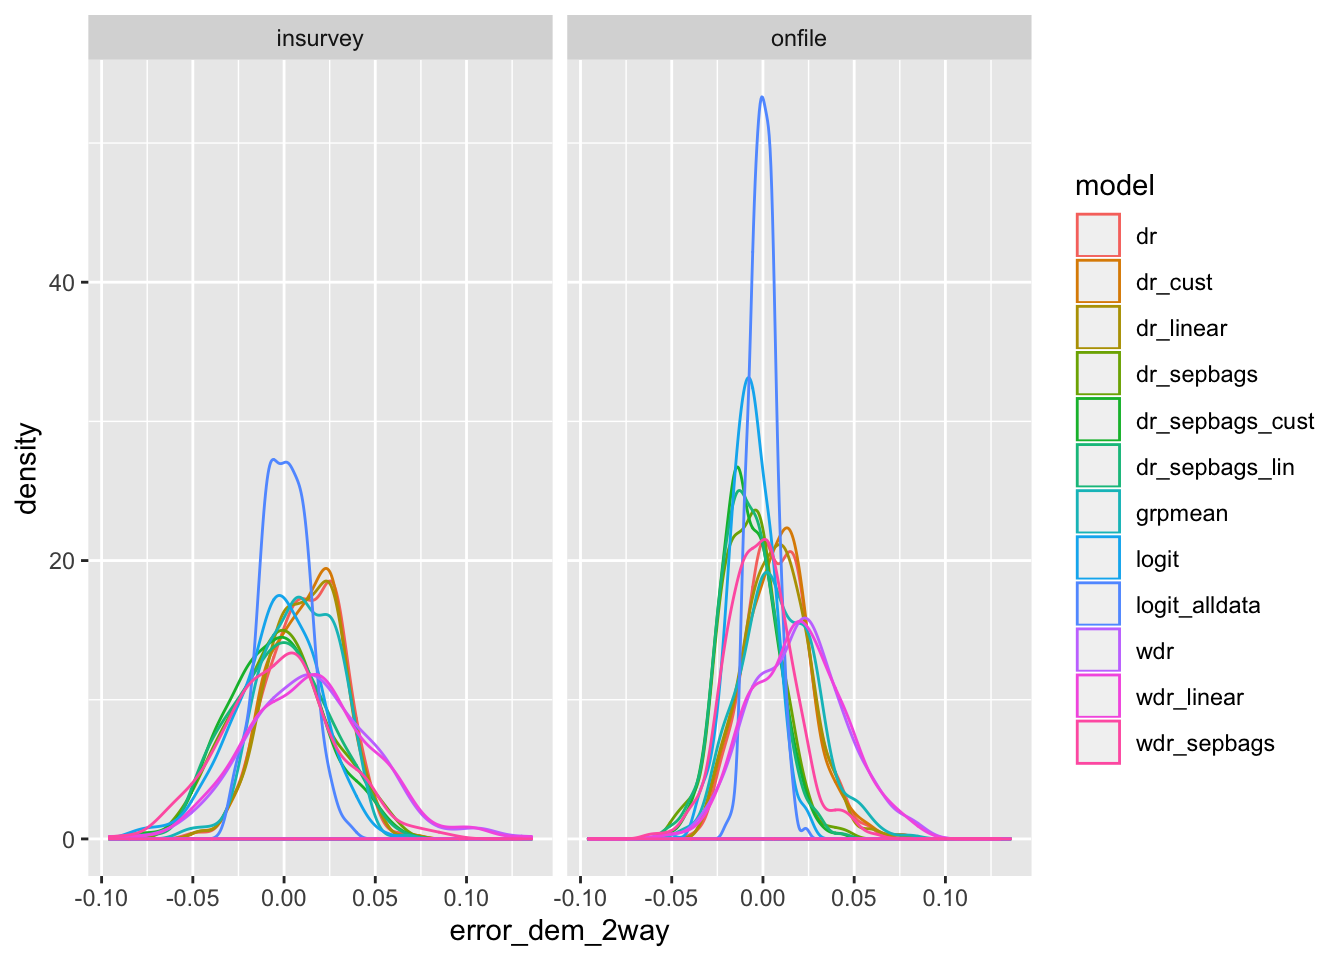 insurvey
onfile
density
40
20
0
-0.10 -0.05 0.00 0.05 0.10
-0.10 -0.05 0.00 0.05 0.10
error_dem_2way
model
dr
dr_cust
dr_linear
dr_sepbags
dr_sepbags_cust
dr_sepbags_lin
grpmean
logit
logit_alldata
wdr
wdr_linear
wdr_sepbags